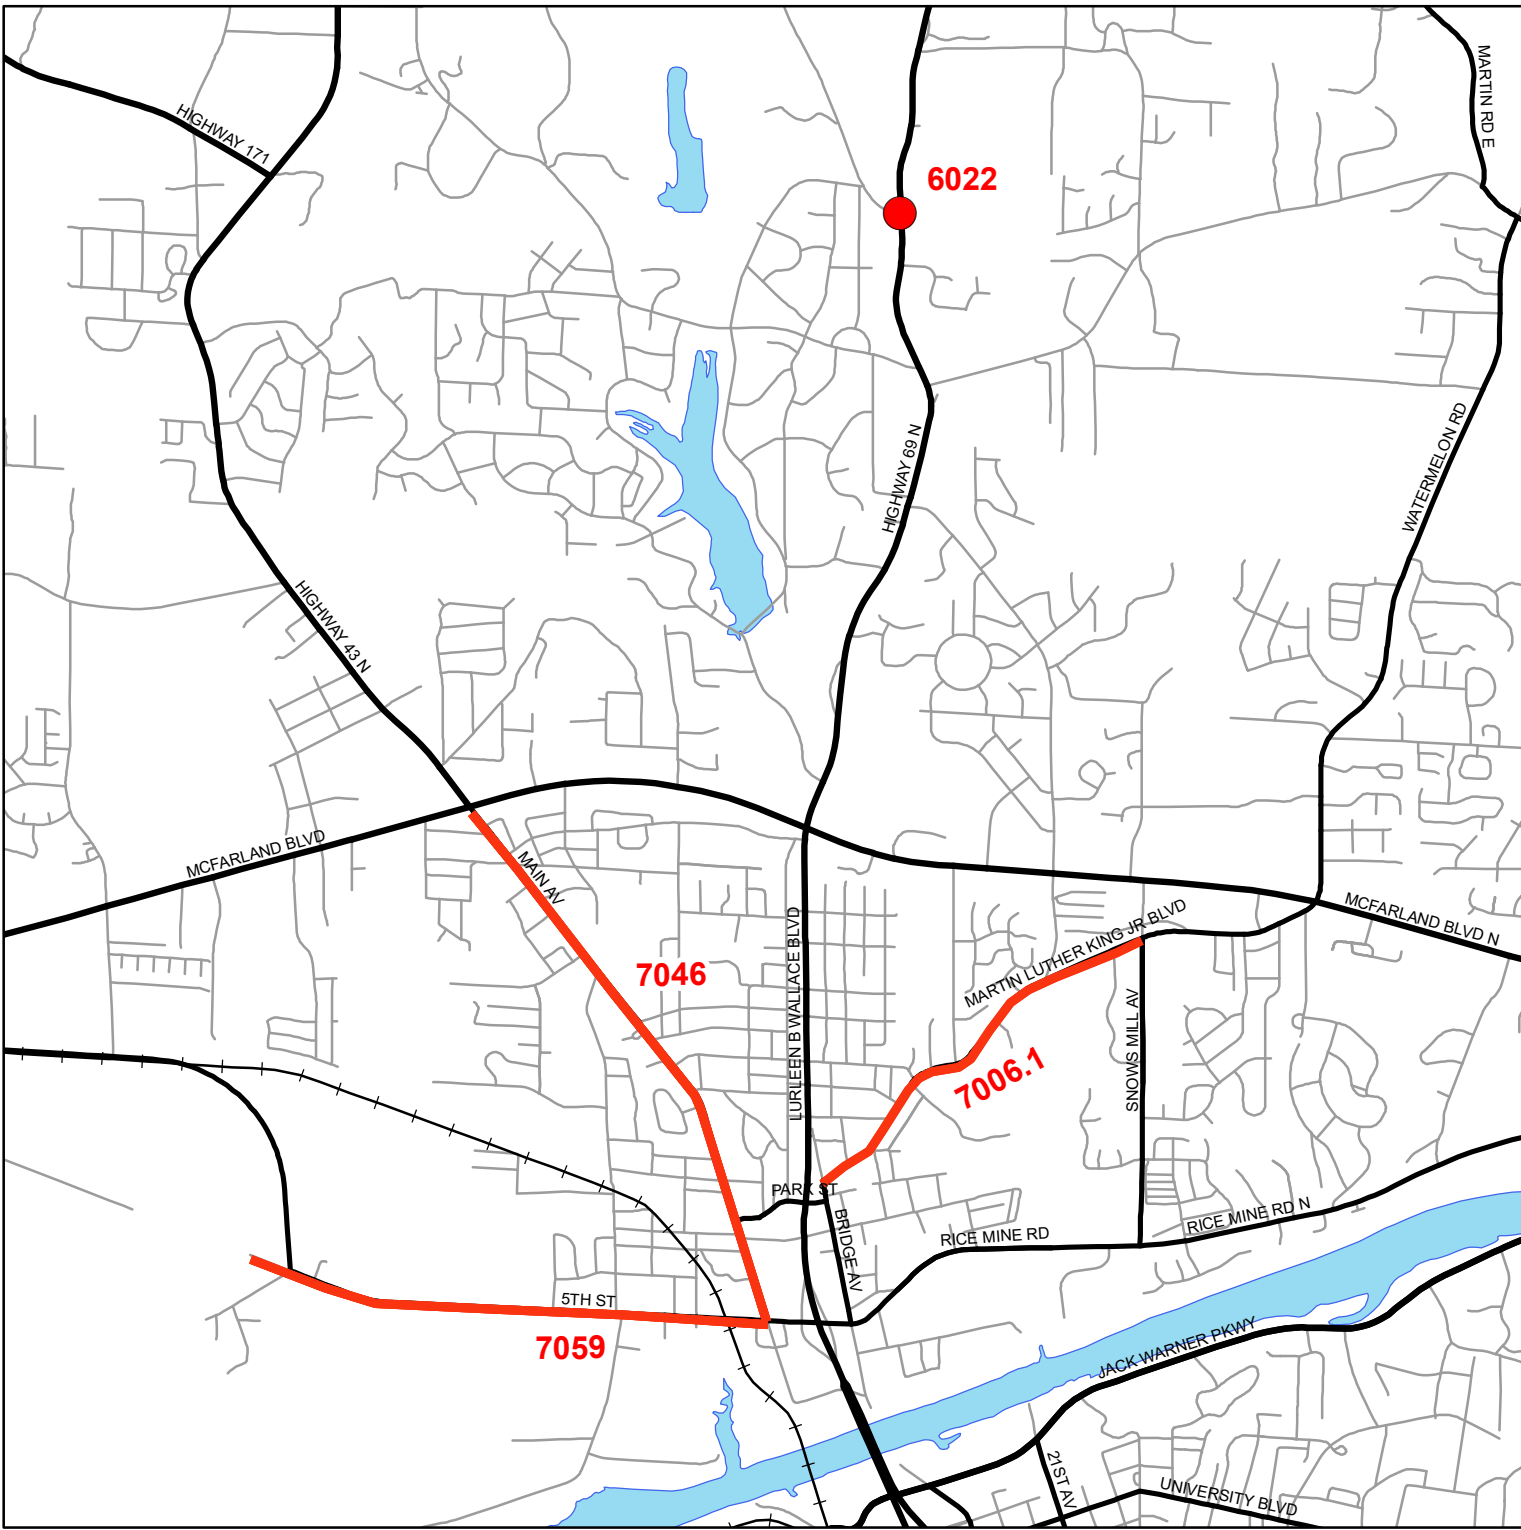 MARTIN RD E
HIGHWAY 171
6022
WATERMELON RD
HIGHWAY 69 N
HIGHWAY 43 N
MCFARLAND BLVD
MAIN AV
MCFARLAND BLVD N
MARTIN LUTHER KING JR BLVD
LURLEEN B WALLACE BLVD
7046
SNOWS MILL AV
7006.1
PARK ST
BRIDGE AV
RICE MINE RD
RICE MINE RD N
5TH ST
7059
JACK WARNER PKWY
21ST AV
UNIVERSITY BLVD